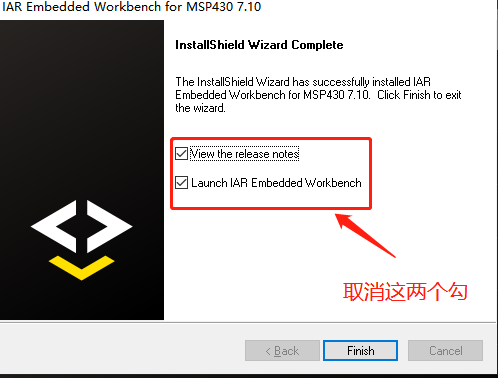 IAR Embedded Workbench for MSP430 7.10
InstallShield Wizard Complete
The InstallShield Wizard has successfully installed IAR
Embedded Workbench for MSP430 7.10. Click Finish to exit
the wizard.
View the release notes
Launch IAR Embedded Workbench
取消这两个勾
< Back
Finish
Cancel